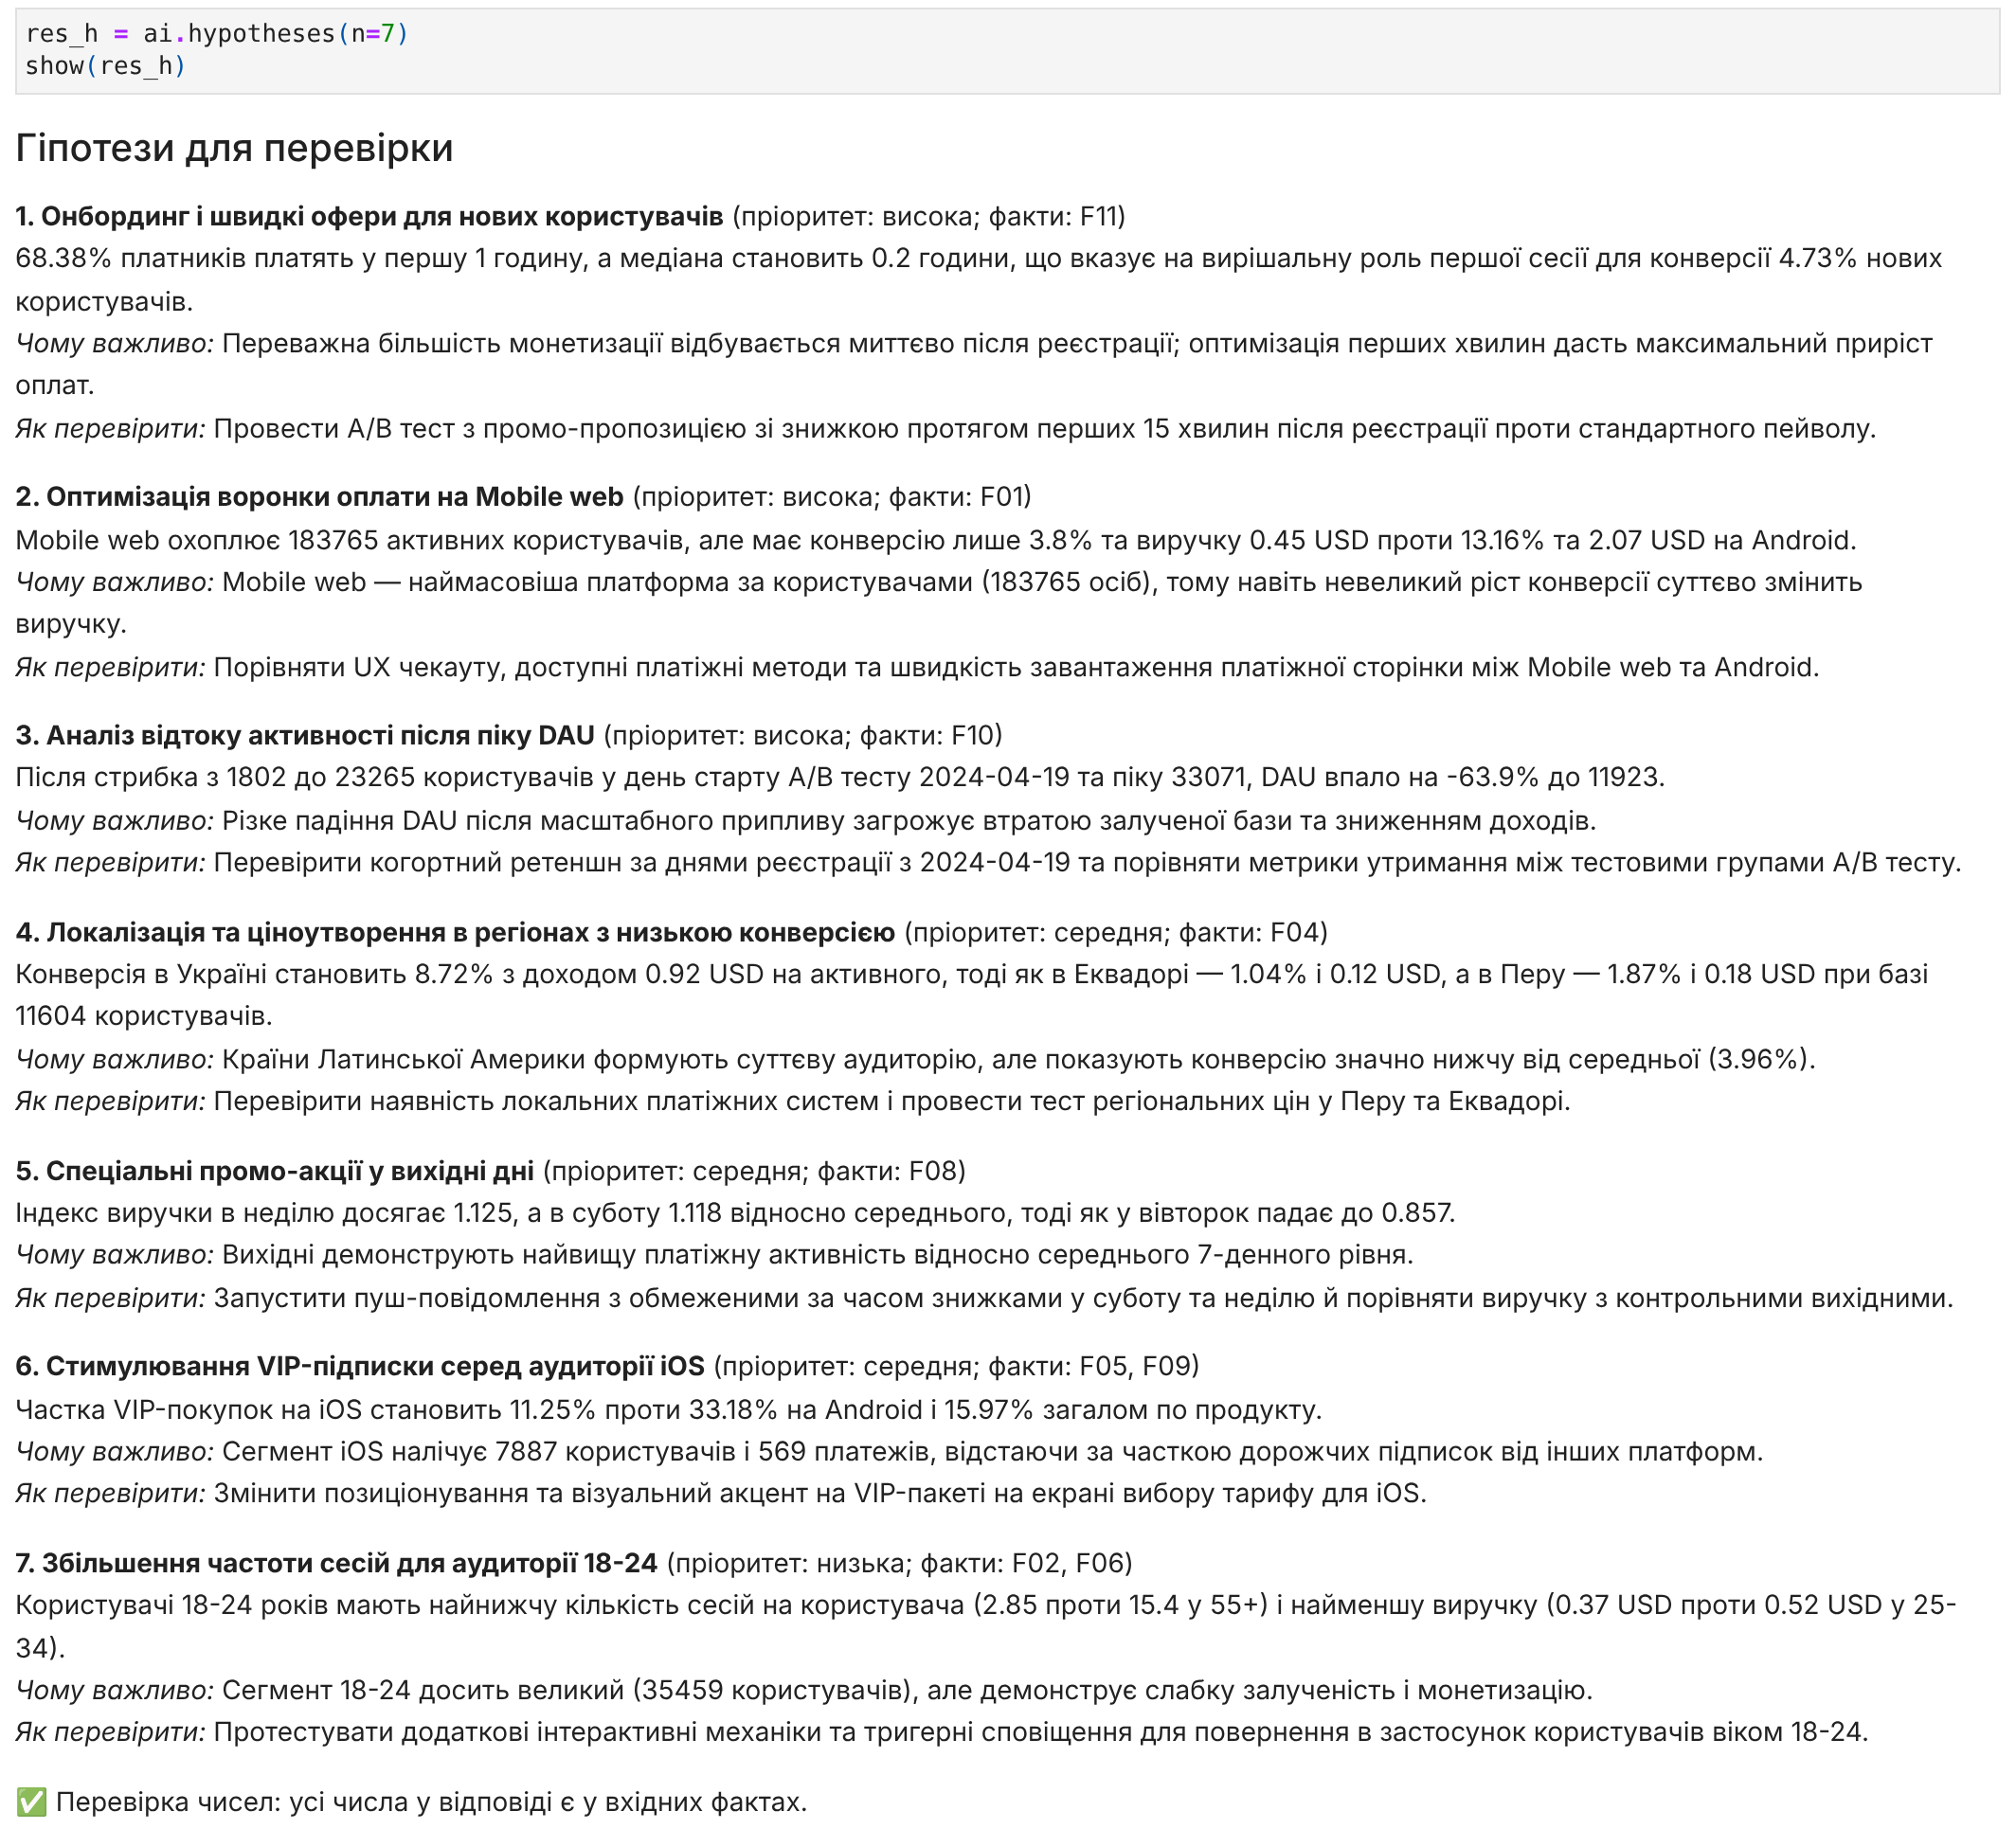 res_h = ai.hypotheses(n=7)
show(res_h)
Гіпотези для перевірки
1. Онбординг і швидкі офери для нових користувачів (пріоритет: висока; факти: F11)
68.38% платників платять у першу 1 годину, а медіана становить 0.2 години, що вказує на вирішальну роль першої сесії для конверсії 4.73% нових
користувачів.
Чому важливо: Переважна більшість монетизації відбувається миттєво після реєстрації; оптимізація перших хвилин дасть максимальний приріст
оплат.
Як перевірити: Провести A/B тест з промо-пропозицією зі знижкою протягом перших 15 хвилин після реєстрації проти стандартного пейволу.
2. Оптимізація воронки оплати на Mobile web (пріоритет: висока; факти: F01)
Mobile web охоплює 183765 активних користувачів, але має конверсію лише 3.8% та виручку 0.45 USD проти 13.16% та 2.07 USD на Android.
Чому важливо: Mobile web — наймасовіша платформа за користувачами (183765 осіб), тому навіть невеликий ріст конверсії суттєво змінить
виручку.
Як перевірити: Порівняти UX чекауту, доступні платіжні методи та швидкість завантаження платіжної сторінки між Mobile web та Android.
3. Аналіз відтоку активності після піку DAU (пріоритет: висока; факти: F10)
Після стрибка з 1802 до 23265 користувачів у день старту A/B тесту 2024-04-19 та піку 33071, DAU впало на -63.9% до 11923.
Чому важливо: Різке падіння DAU після масштабного припливу загрожує втратою залученої бази та зниженням доходів.
Як перевірити: Перевірити когортний ретеншн за днями реєстрації з 2024-04-19 та порівняти метрики утримання між тестовими групами A/B тесту.
4. Локалізація та ціноутворення в регіонах з низькою конверсією (пріоритет: середня; факти: F04)
Конверсія в Україні становить 8.72% з доходом 0.92 USD на активного, тоді як в Еквадорі — 1.04% і 0.12 USD, а в Перу — 1.87% і 0.18 USD при базі
11604 користувачів.
Чому важливо: Країни Латинської Америки формують суттєву аудиторію, але показують конверсію значно нижчу від середньої (3.96%).
Як перевірити: Перевірити наявність локальних платіжних систем і провести тест регіональних цін у Перу та Еквадорі.
5. Спеціальні промо-акції у вихідні дні (пріоритет: середня; факти: F08)
Індекс виручки в неділю досягає 1.125, а в суботу 1.118 відносно середнього, тоді як у вівторок падає до 0.857.
Чому важливо: Вихідні демонструють найвищу платіжну активність відносно середнього 7-денного рівня.
Як перевірити: Запустити пуш-повідомлення з обмеженими за часом знижками у суботу та неділю й порівняти виручку з контрольними вихідними.
6. Стимулювання VIP-підписки серед аудиторії iOS (пріоритет: середня; факти: F05, F09)
Частка VIP-покупок на iOS становить 11.25% проти 33.18% на Android і 15.97% загалом по продукту.
Чому важливо: Сегмент iOS налічує 7887 користувачів і 569 платежів, відстаючи за часткою дорожчих підписок від інших платформ.
Як перевірити: Змінити позиціонування та візуальний акцент на VIP-пакеті на екрані вибору тарифу для iOS.
7. Збільшення частоти сесій для аудиторії 18-24 (пріоритет: низька; факти: F02, F06)
Користувачі 18-24 років мають найнижчу кількість сесій на користувача (2.85 проти 15.4 у 55+) і найменшу виручку (0.37 USD проти 0.52 USD у 25-
34).
Чому важливо: Сегмент 18-24 досить великий (35459 користувачів), але демонструє слабку залученість і монетизацію.
Як перевірити: Протестувати додаткові інтерактивні механіки та тригерні сповіщення для повернення в застосунок користувачів віком 18-24.
✅ Перевірка чисел: усі числа у відповіді є у вхідних фактах.